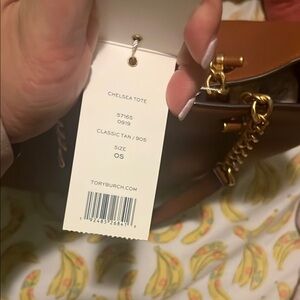 CHELSEA TOTE
57165
0919
CLASSIC TAN / 905
SIZE
OS
TORYBURCH.COM